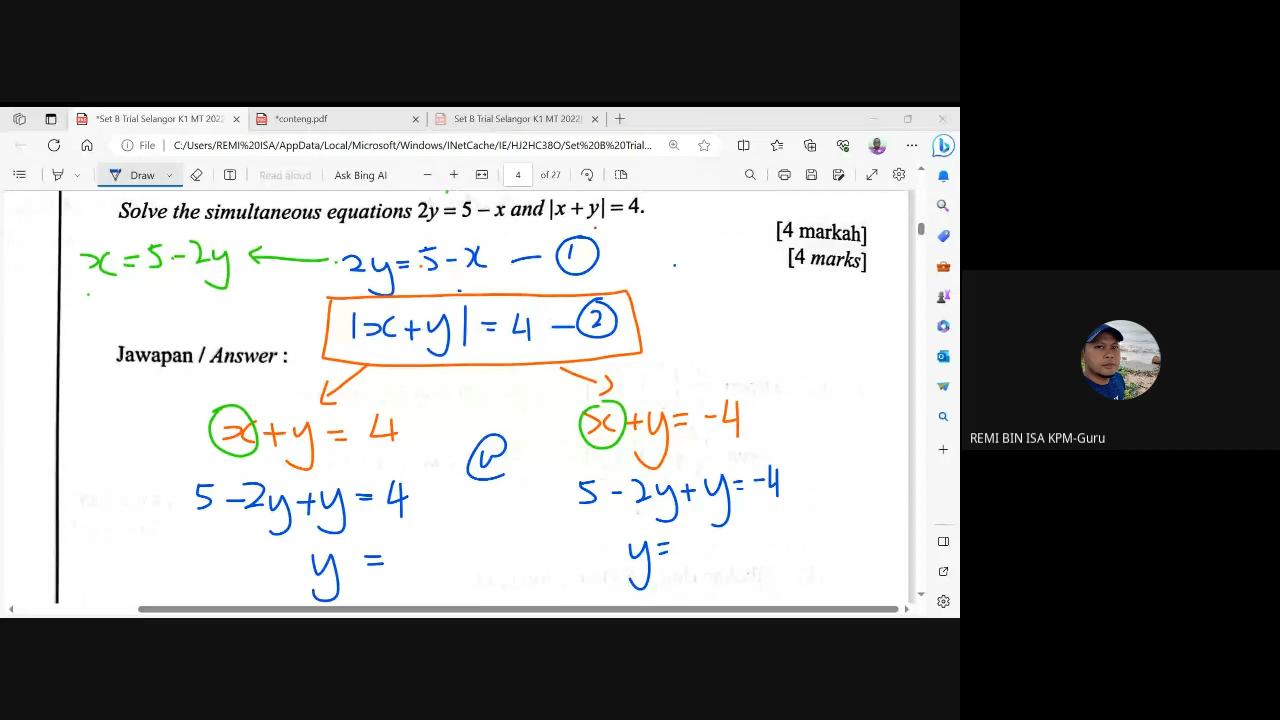 *Set B Trial Selangor K1 MT 2022
*conteng.pdf
Set B Trial Selangor K1 MT 2022
File
C:/Users/REMI%20ISA/AppData/Local/Microsoft/Windows/INetCache/IE/HJ2HC38O/Set%20B%20Trial...
Draw
Read aloud
Ask Bing AI
4 of 27
Solve the simultaneous equations 2y = 5 − x and |x + y| = 4.
[4 markah]
[4 marks]
x = 5 - 2y
2y = 5 - x — 1
|x + y| = 4 — 2
Jawapan / Answer :
x + y = 4
x + y = -4
5 - 2y + y = 4
5 - 2y + y = -4
y =
y =
REMI BIN ISA KPM-Guru